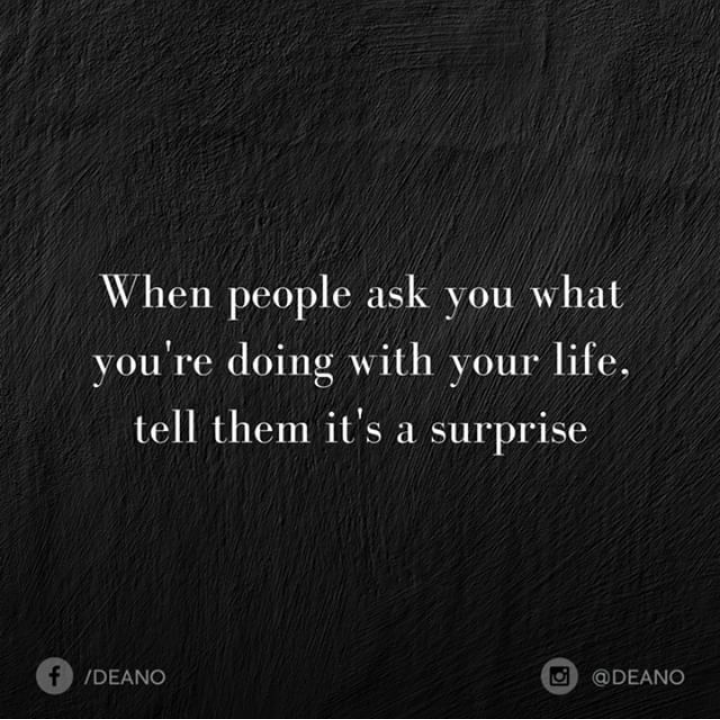 When people ask you what
you're doing with your life,
tell them it's a surprise
/DEANO
@DEANO